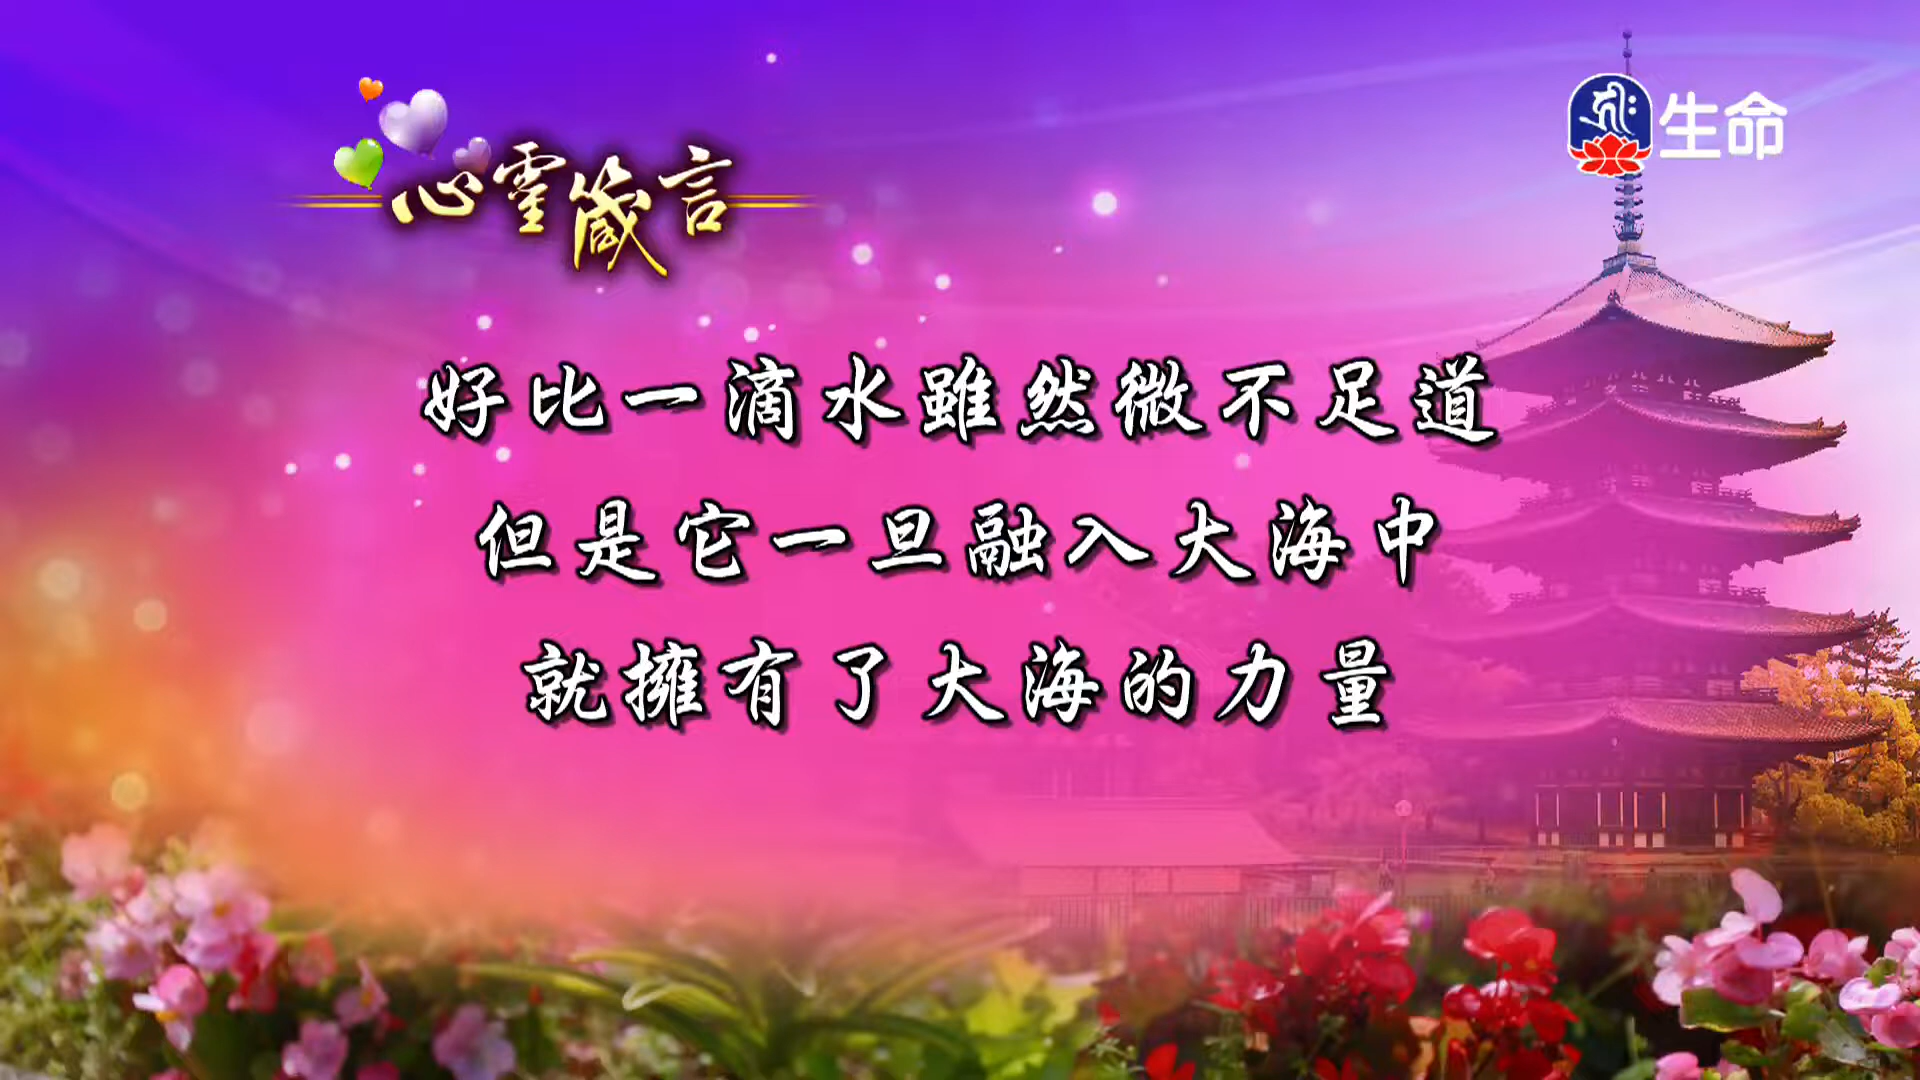 心靈箴言
生命
好比一滴水雖然微不足道
但是它一旦融入大海中
就擁有了大海的力量